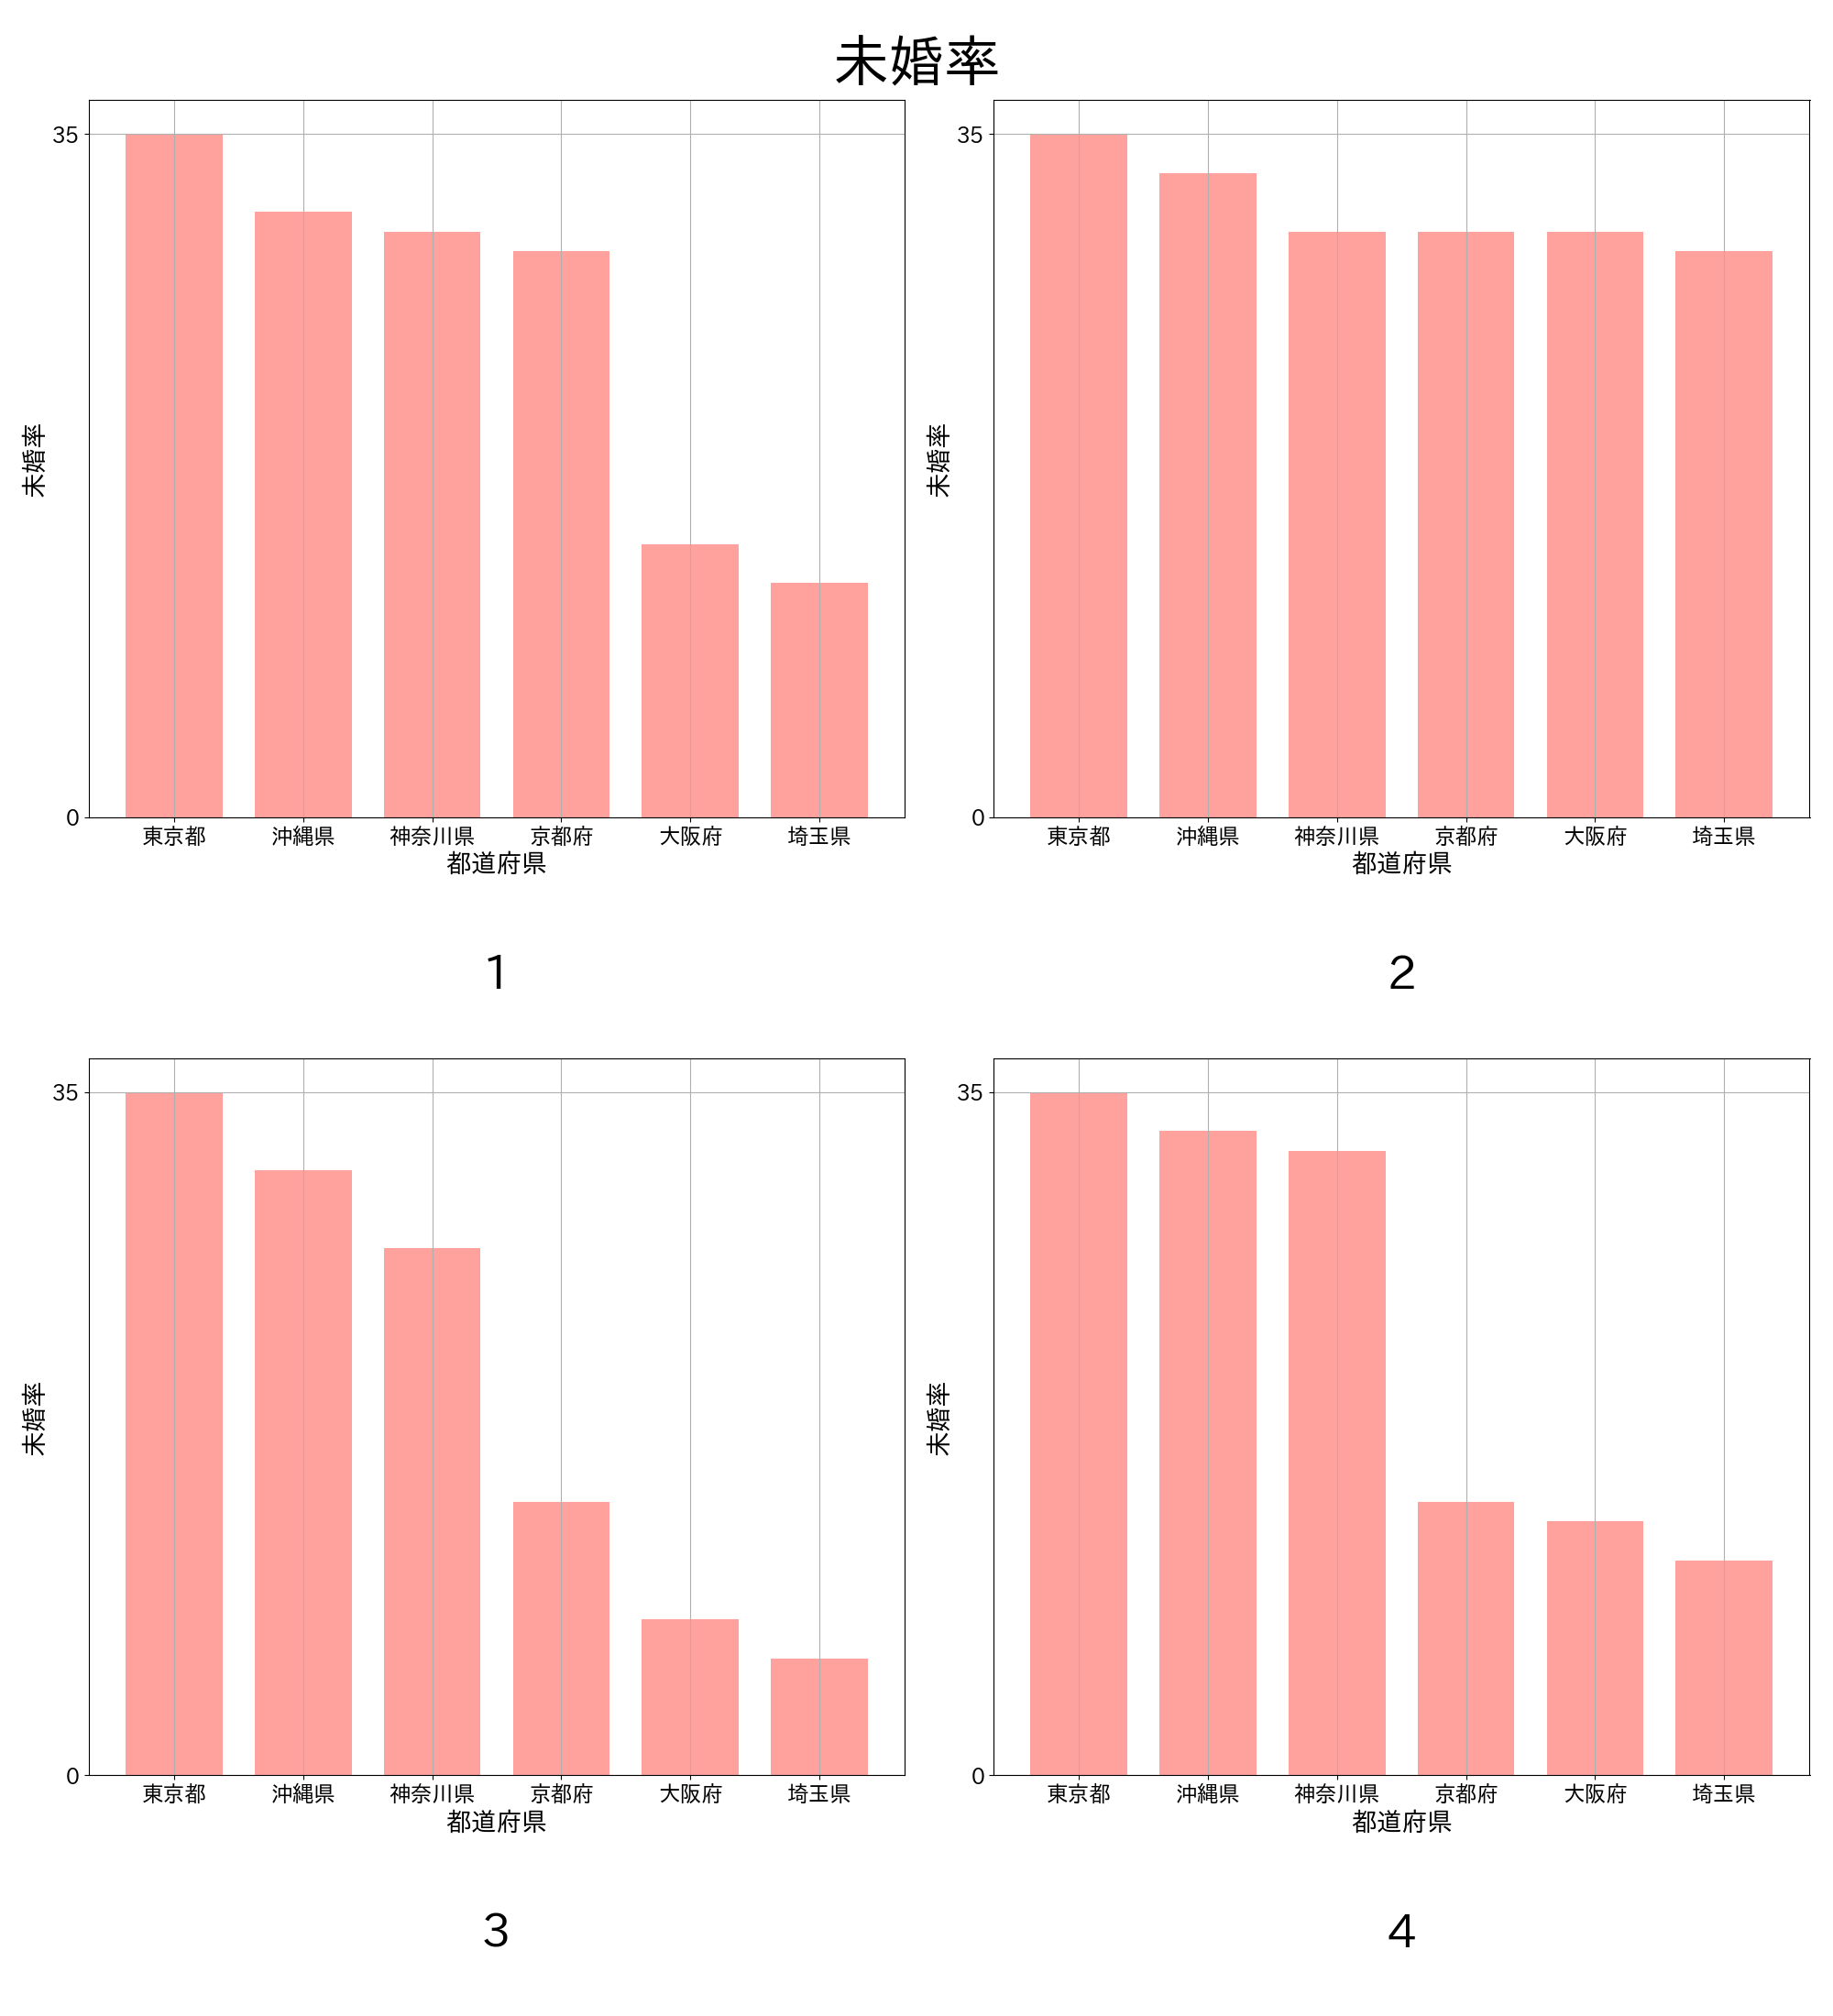 未婚率
35
0
未婚率
東京都 沖縄県 神奈川県 京都府 大阪府 埼玉県
都道府県
1
35
0
未婚率
東京都 沖縄県 神奈川県 京都府 大阪府 埼玉県
都道府県
2
35
0
未婚率
東京都 沖縄県 神奈川県 京都府 大阪府 埼玉県
都道府県
3
35
0
未婚率
東京都 沖縄県 神奈川県 京都府 大阪府 埼玉県
都道府県
4